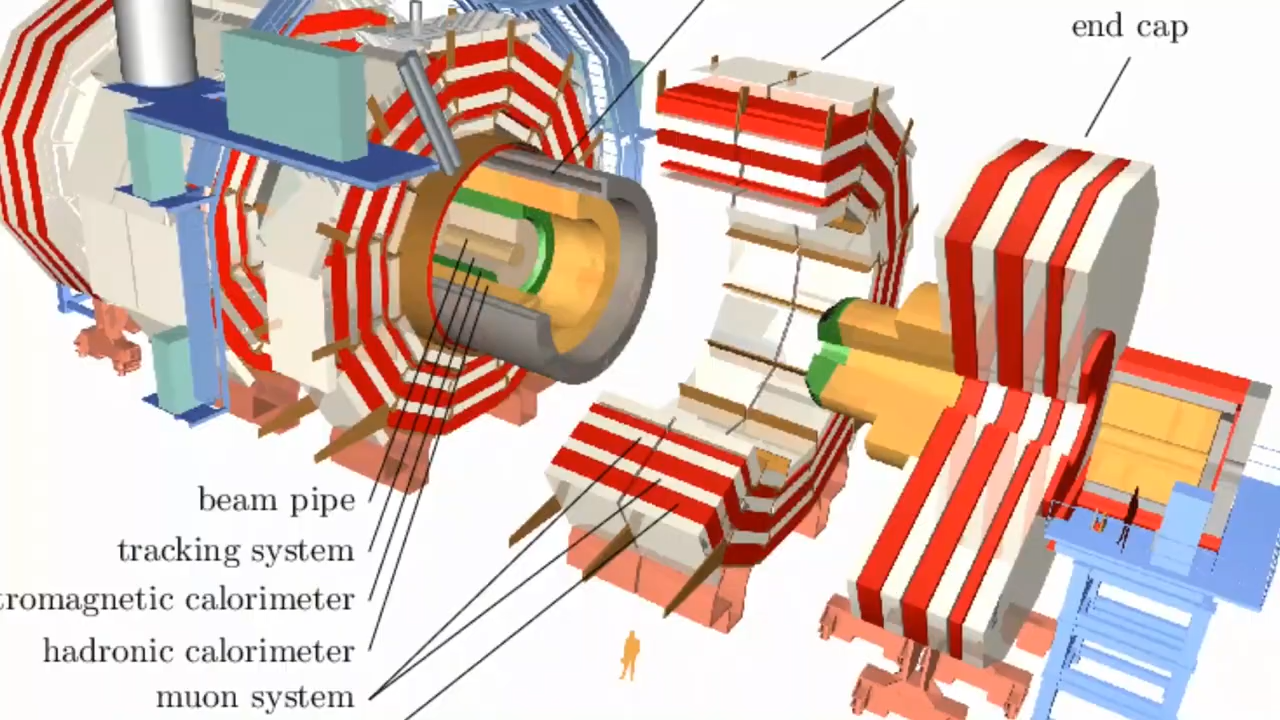 end cap
beam pipe
tracking system
tromagnetic calorimeter
hadronic calorimeter
muon system